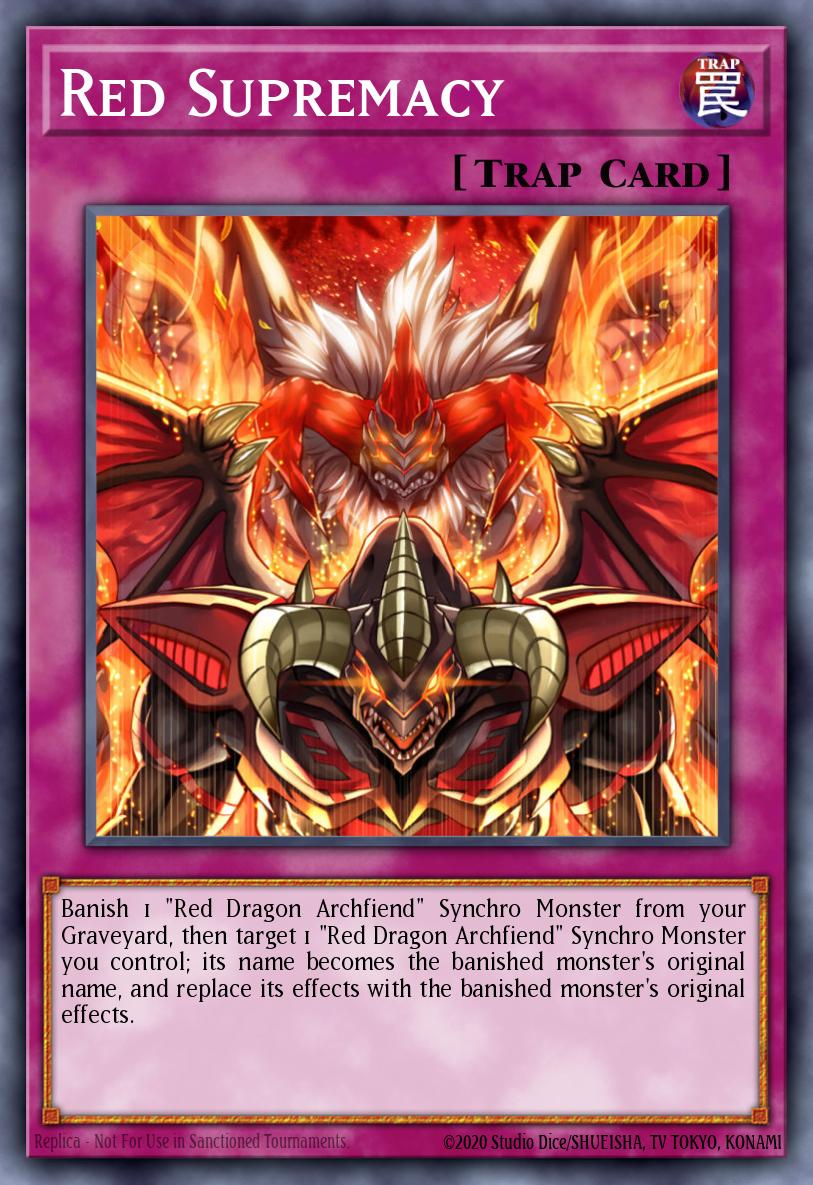 Red Supremacy
TRAP
罠
[Trap Card]
Banish 1 "Red Dragon Archfiend" Synchro Monster from your
Graveyard, then target 1 "Red Dragon Archfiend" Synchro Monster
you control; its name becomes the banished monster's original
name, and replace its effects with the banished monster's original
effects.
Replica - Not For Use in Sanctioned Tournaments.
©2020 Studio Dice/SHUEISHA, TV TOKYO, KONAMI